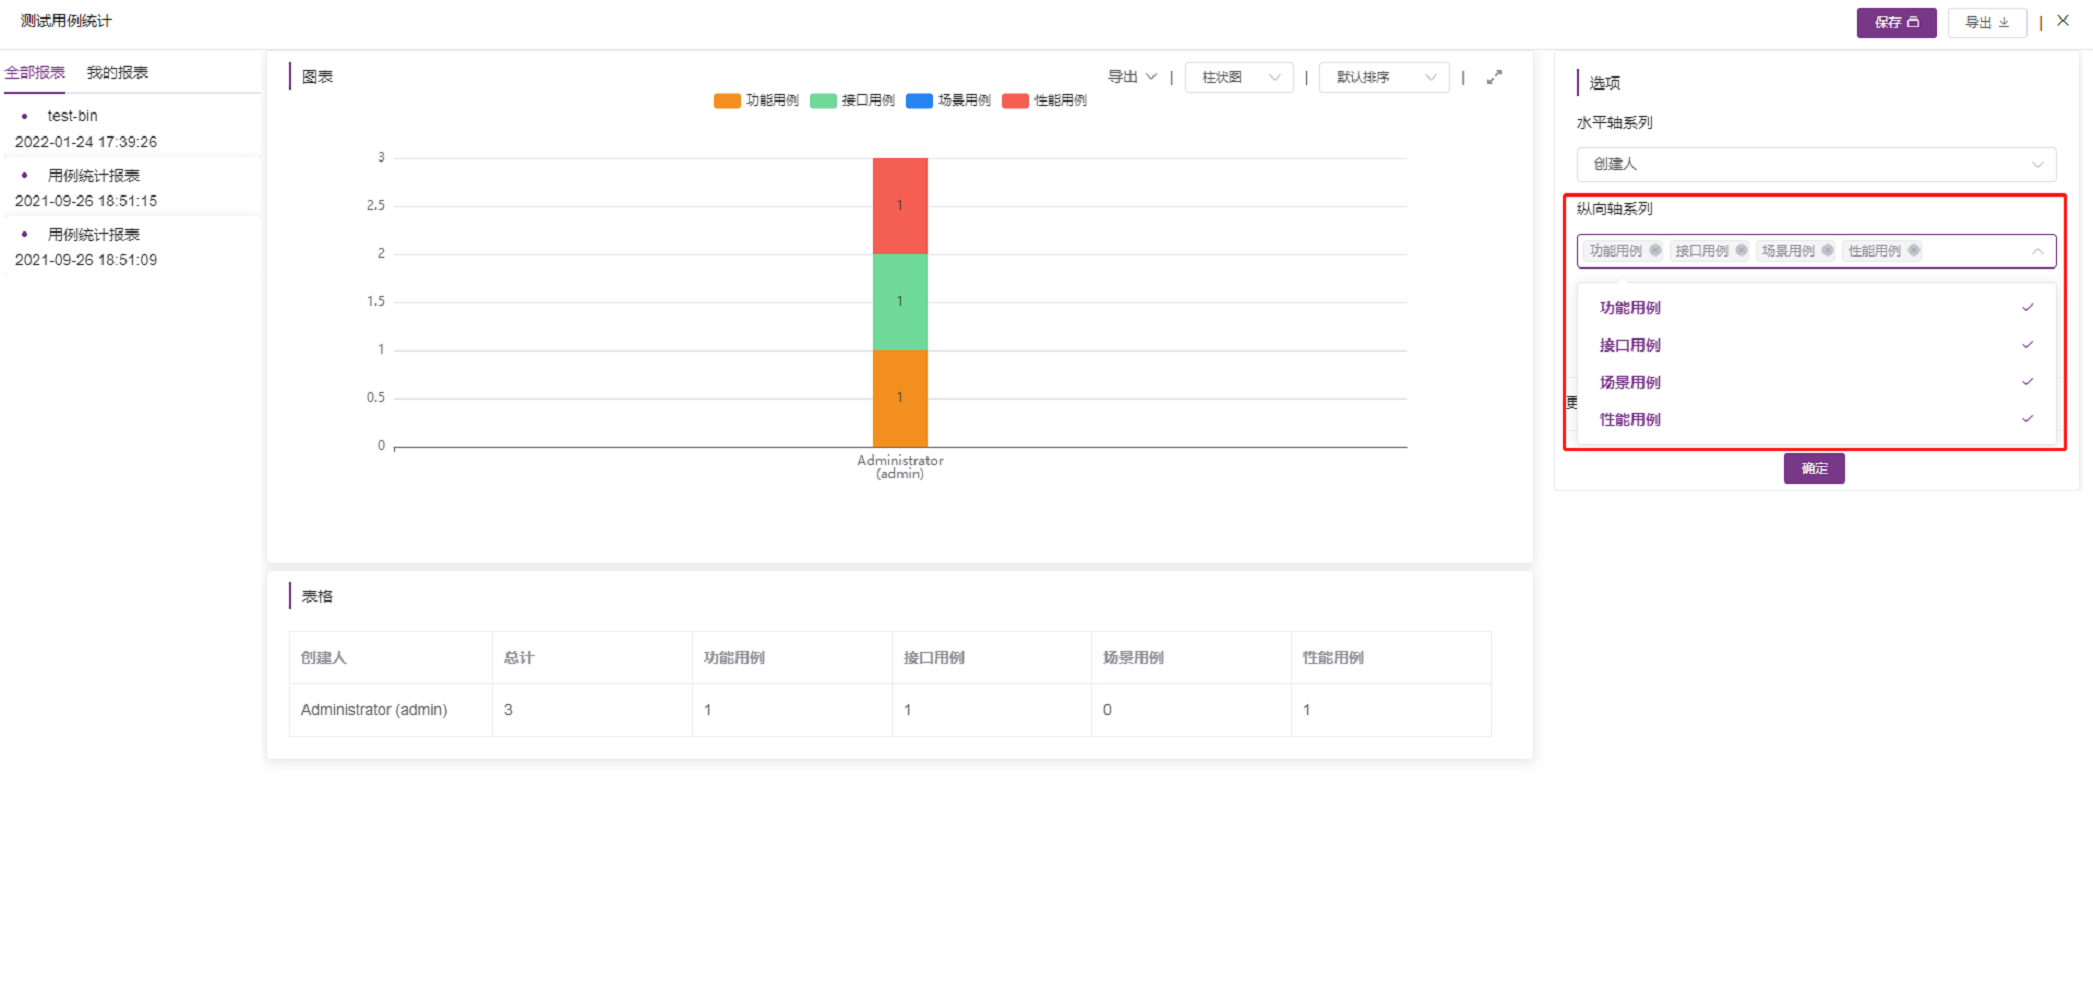 测试用例统计
保存
导出
|
全部报表 我的报表
test-bin
2022-01-24 17:39:26
用例统计报表
2021-09-26 18:51:15
用例统计报表
2021-09-26 18:51:09
图表
导出 | 柱状图 | 默认排序 |
功能用例 接口用例 场景用例 性能用例
3
2.5
2
1.5
1
0.5
0
1
1
1
Administrator
(admin)
表格
创建人 总计 功能用例 接口用例 场景用例 性能用例
Administrator (admin) 3 1 1 0 1
选项
水平轴系列
创建人
纵向轴系列
功能用例 接口用例 场景用例 性能用例
功能用例
接口用例
场景用例
性能用例
更
确定